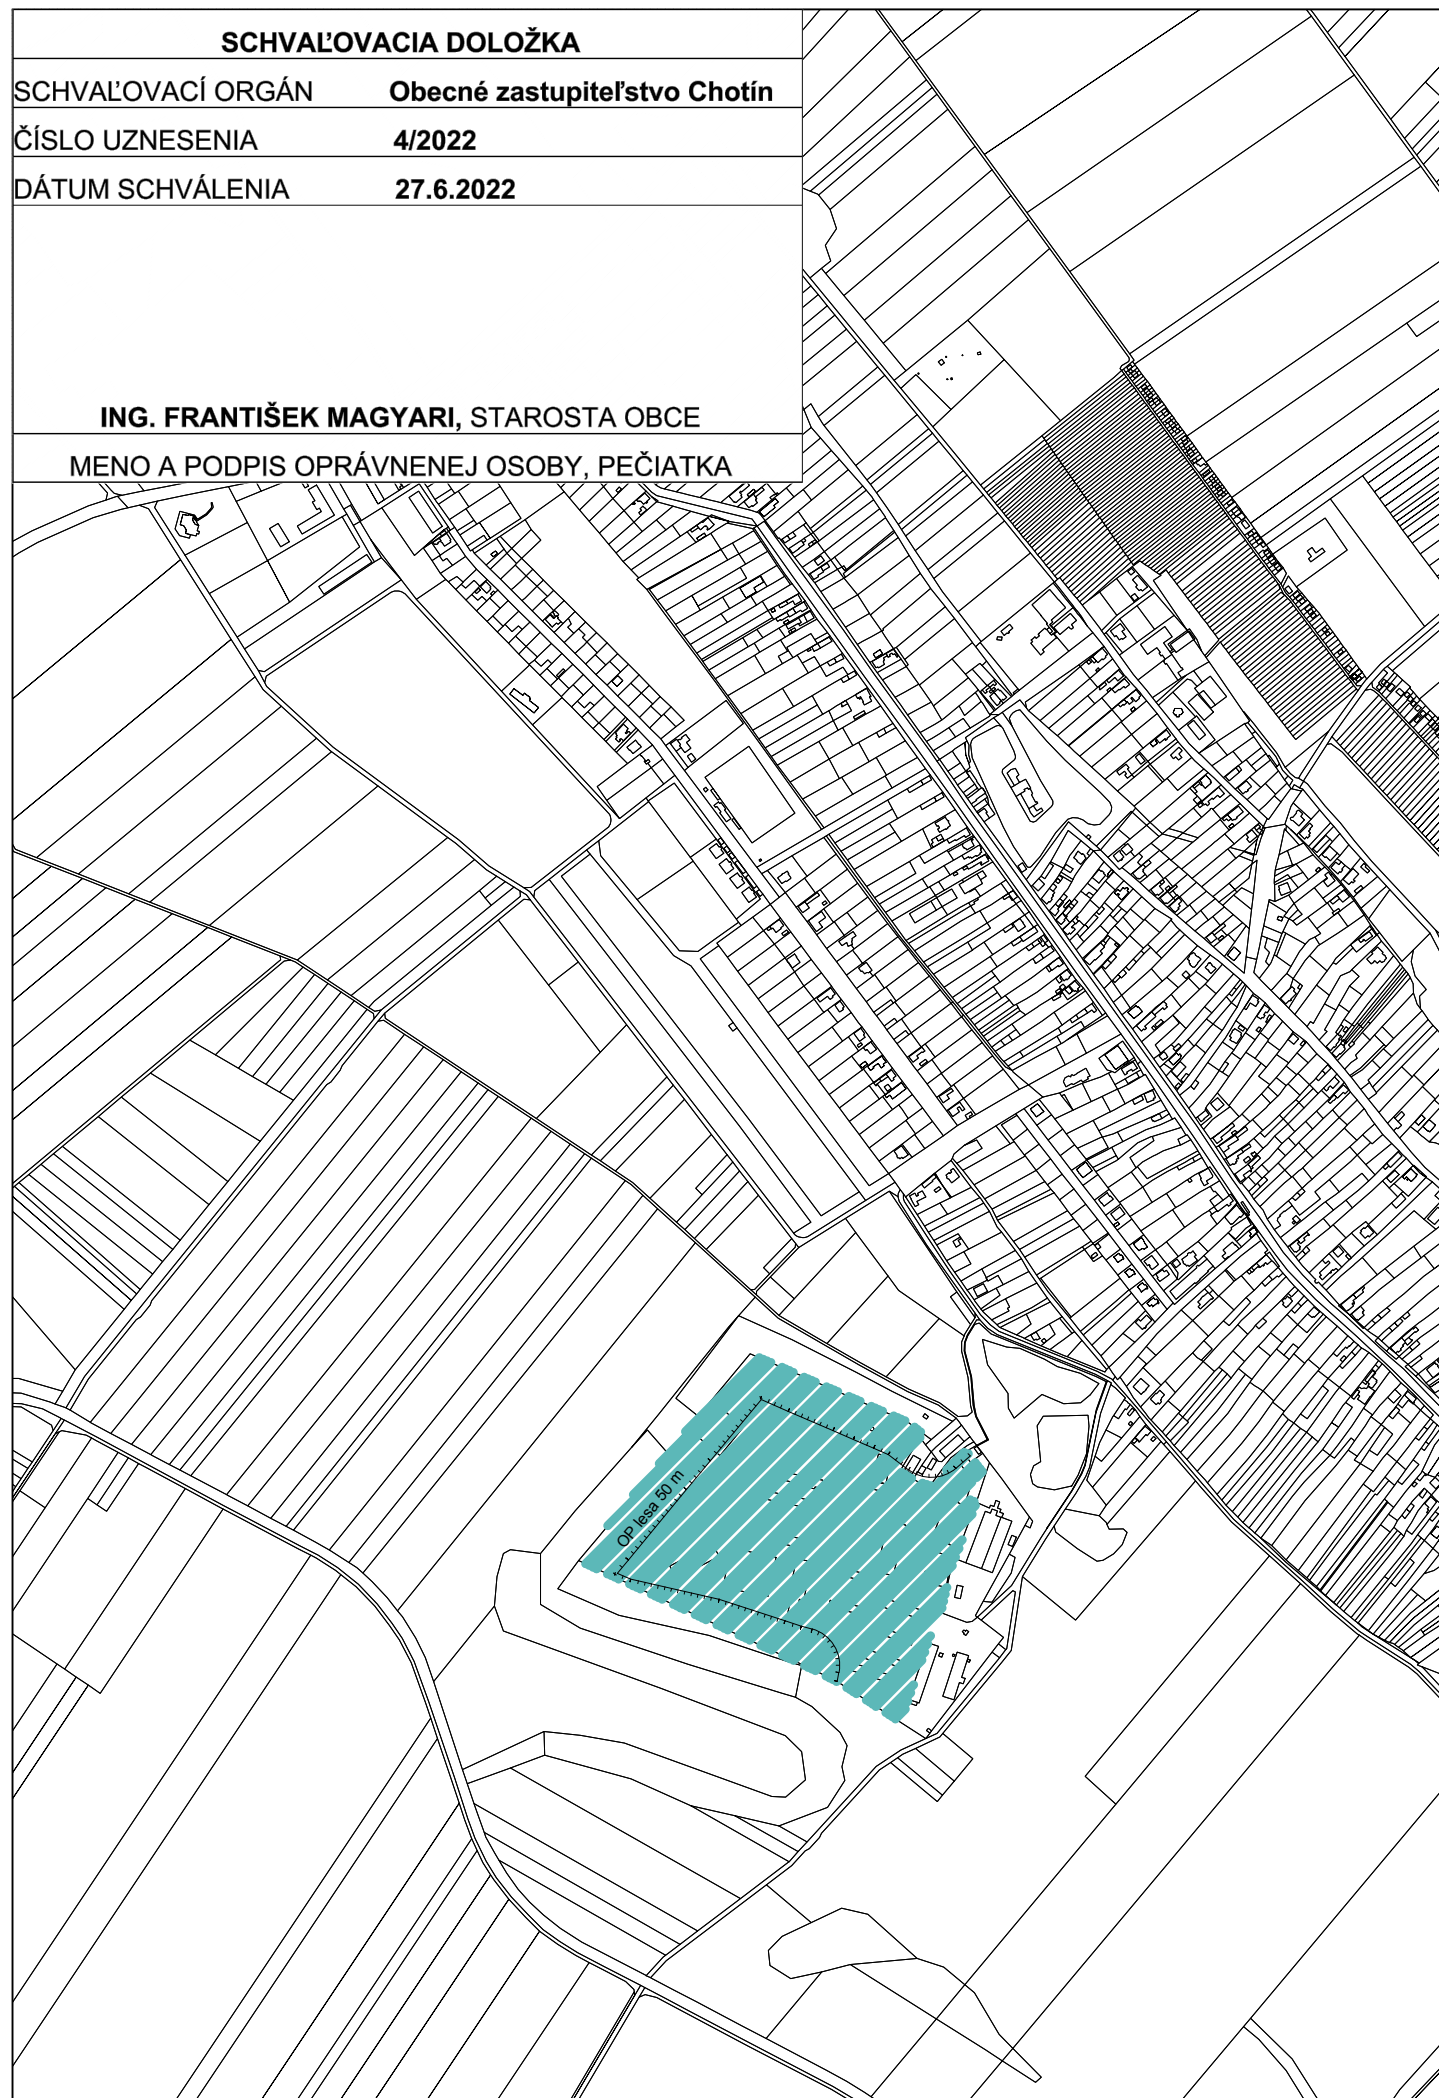 SCHVAĽOVACIA DOLOŽKA
SCHVAĽOVACÍ ORGÁN Obecné zastupiteľstvo Chotín
ČÍSLO UZNESENIA 4/2022
DÁTUM SCHVÁLENIA 27.6.2022
ING. FRANTIŠEK MAGYARI, STAROSTA OBCE
MENO A PODPIS OPRÁVNENEJ OSOBY, PEČIATKA
OP lesa 50 m